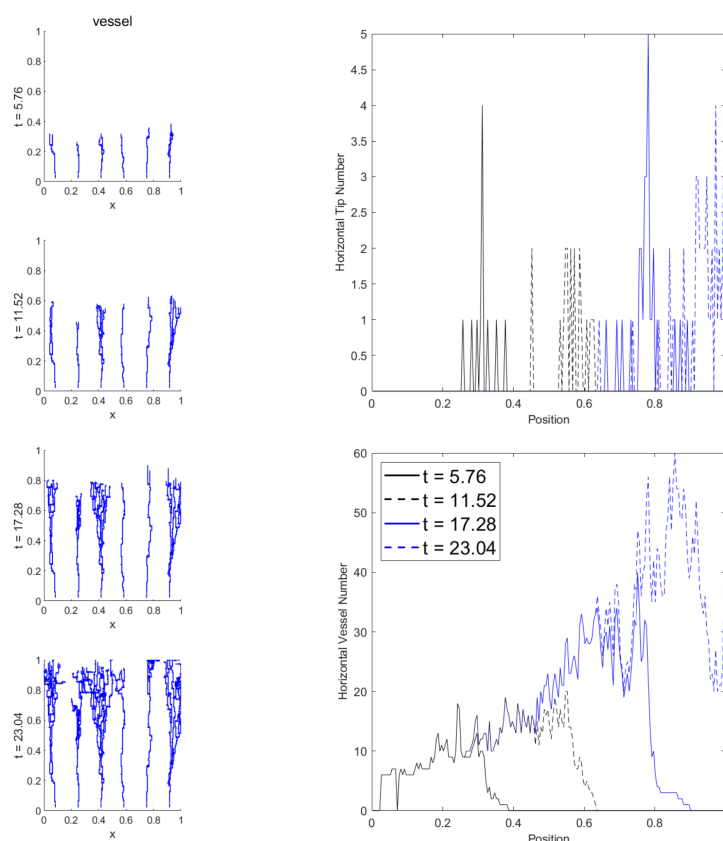 vessel
1
0.8
0.6
0.4
0.2
0
t = 5.76
0 0.2 0.4 0.6 0.8 1
x
1
0.8
0.6
0.4
0.2
0
t = 11.52
0 0.2 0.4 0.6 0.8 1
x
1
0.8
0.6
0.4
0.2
0
t = 17.28
0 0.2 0.4 0.6 0.8 1
x
1
0.8
0.6
0.4
0.2
0
t = 23.04
0 0.2 0.4 0.6 0.8 1
x
5
4.5
4
3.5
3
2.5
2
1.5
1
0.5
0
Horizontal Tip Number
0 0.2 0.4 0.6 0.8
Position
60
50
40
30
20
10
0
Horizontal Vessel Number
t = 5.76
t = 11.52
t = 17.28
t = 23.04
0 0.2 0.4 0.6 0.8
Position